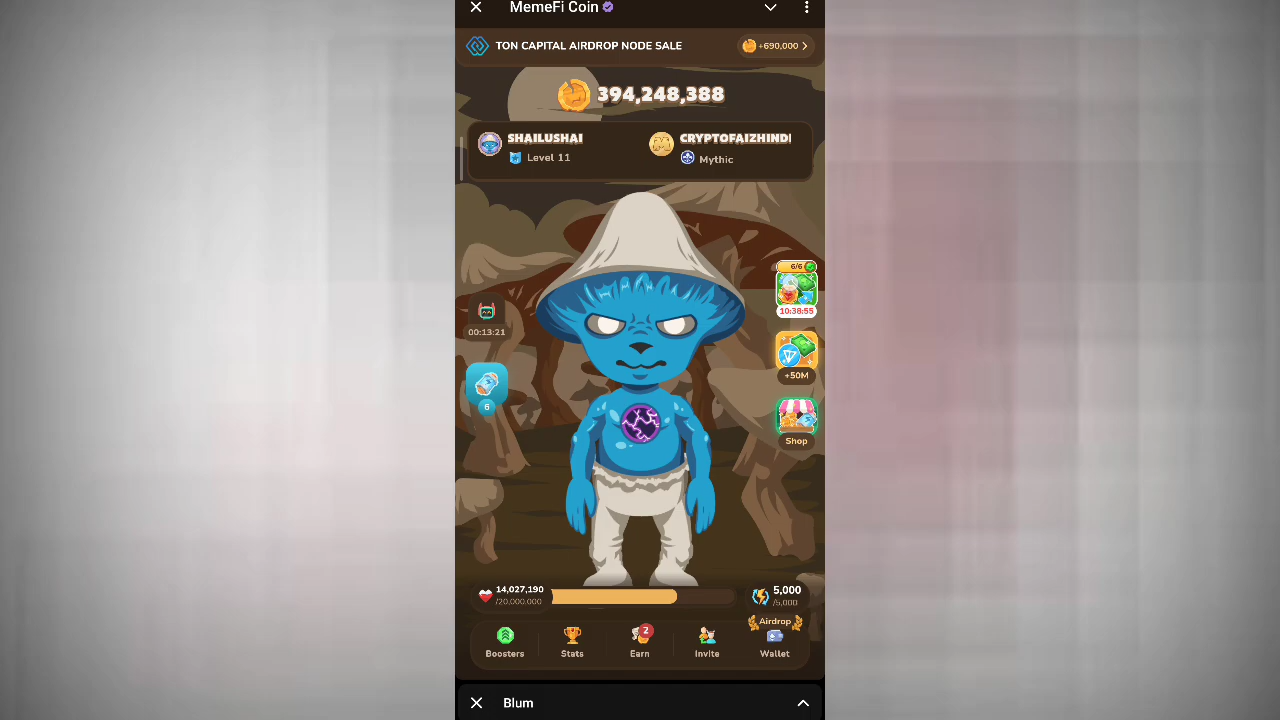 MemeFi Coin
TON CAPITAL AIRDROP NODE SALE
+690,000
394,248,388
SHAILUSHAI
Level 11
CRYPTOFAIZHINDI
Mythic
6/6
10:38:55
00:13:21
+50M
6
Shop
14,027,190
/20,000,000
5,000
/5,000
Airdrop
2
Boosters
Stats
Earn
Invite
Wallet
Blum